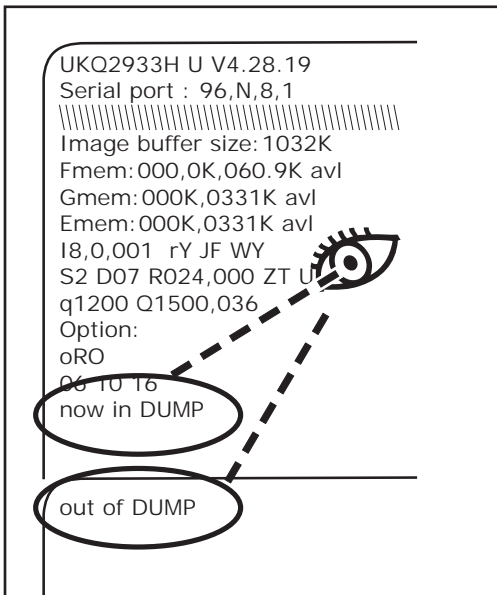 UKQ2933H U V4.28.19
Serial port : 96,N,8,1
\\\\\\\\\\\\\\\\\\\\\\\\\\\\\\\\\\\\\\\\\\\\\\\\\\\\
Image buffer size:1032K
Fmem:000,0K,060.9K avl
Gmem:000K,0331K avl
Emem:000K,0331K avl
I8,0,001 rY JF WY
S2 D07 R024,000 ZT U
q1200 Q1500,036
Option:
oRO
06 10 16
now in DUMP
out of DUMP